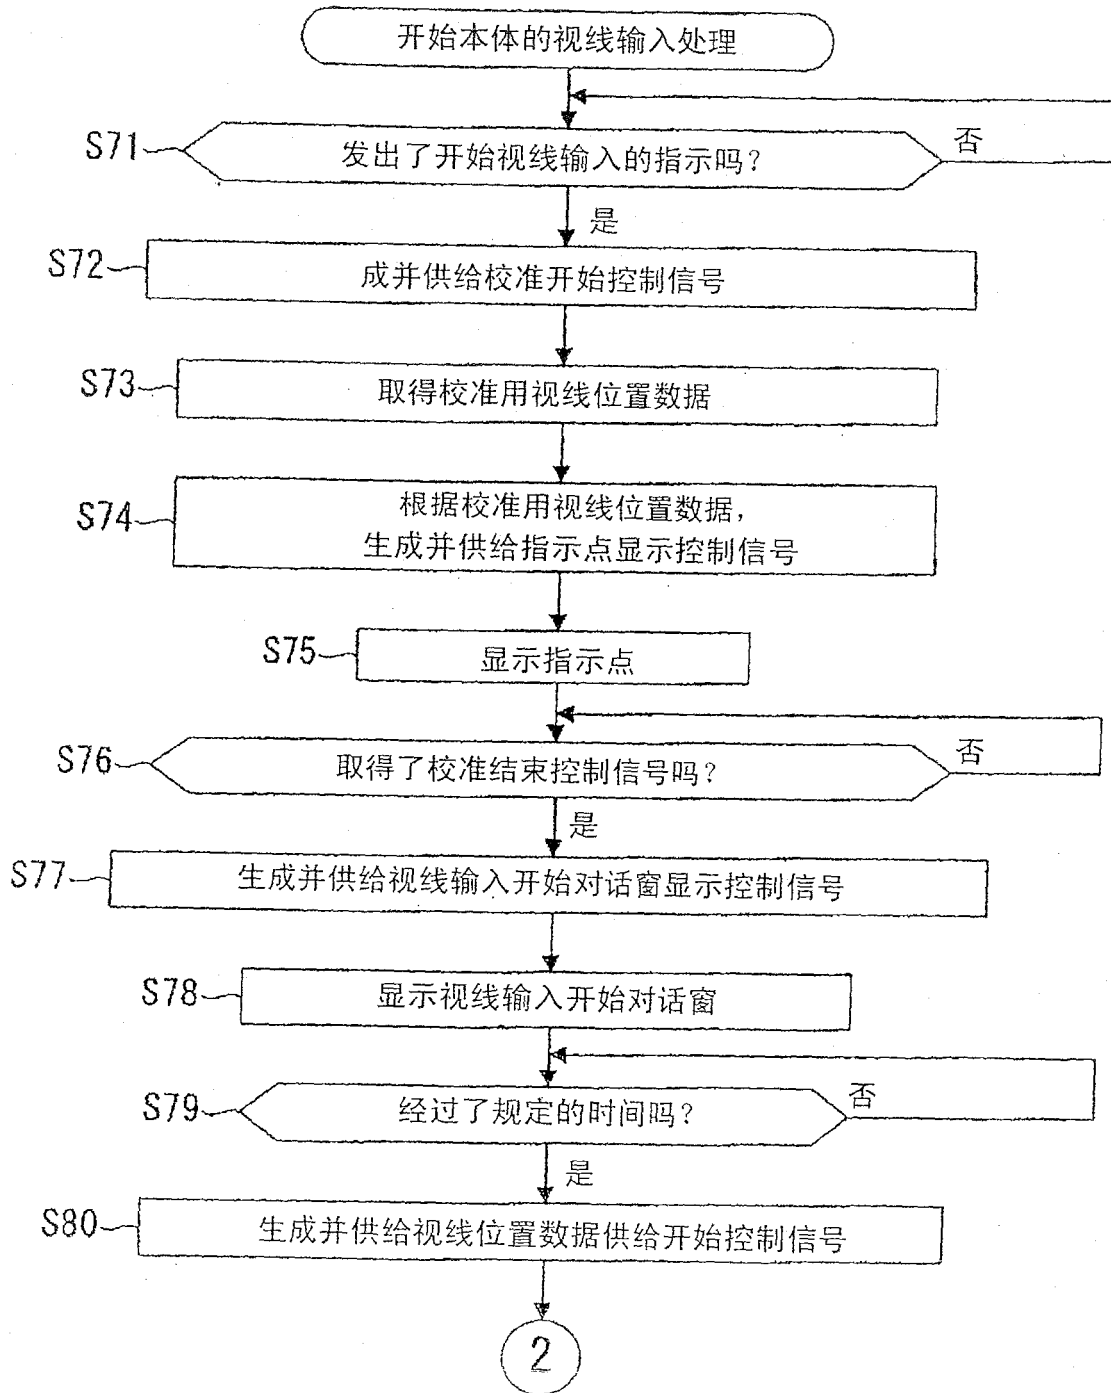 开始本体的视线输入处理
S71
发出了开始视线输入的指示吗?
否
是
S72
成并供给校准开始控制信号
S73
取得校准用视线位置数据
S74
根据校准用视线位置数据,
生成并供给指示点显示控制信号
S75
显示指示点
S76
取得了校准结束控制信号吗?
否
是
S77
生成并供给视线输入开始对话窗显示控制信号
S78
显示视线输入开始对话窗
S79
经过了规定的时间吗?
否
是
S80
生成并供给视线位置数据供给开始控制信号
2